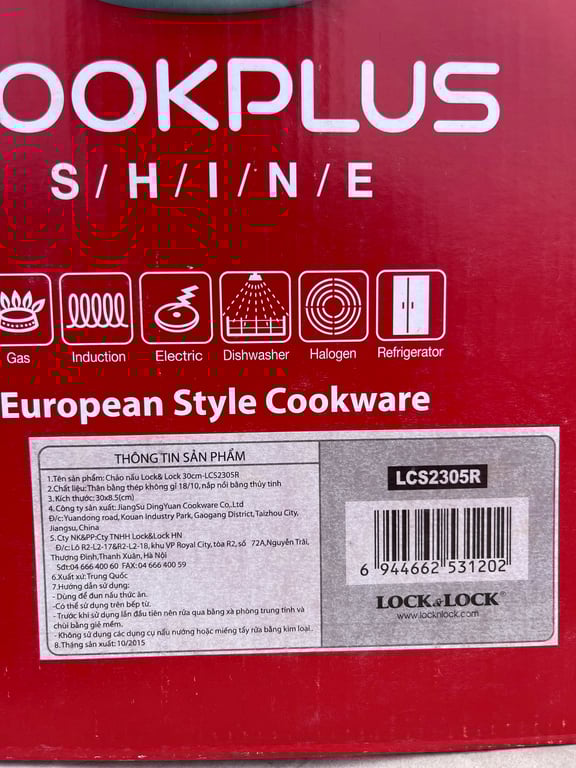 OOKPLUS
S/H/I/N/E
Gas Induction Electric Dishwasher Halogen Refrigerator
European Style Cookware
THÔNG TIN SẢN PHẨM
1.Tên sản phẩm: Chảo nấu Lock& Lock 30cm-LCS2305R
2.Chất liệu: Thân bằng thép không gỉ 18/10, nắp nồi bằng thủy tinh
3.Kích thước: 30x8.5(cm)
4.Công ty sản xuất: JiangSu DingYuan Cookware Co.,Ltd
Đ/c:Yuandong road, Kouan Industry Park, Gaogang District, Taizhou City,
Jiangsu,China
5.Cty NK&PP:Cty TNHH Lock&Lock HN
Đ/c: Lô R2-L2-17&R2-L2-18, khu VP Royal City, tòa R2, số 72A,Nguyễn Trãi,
Thượng Đình,Thanh Xuân, Hà Nội
Sđt:04 666 400 60 FAX: 04 666 400 59
6.Xuất xứ: Trung Quốc
7.Hướng dẫn sử dụng:
- Dùng để đun nấu thức ăn.
-Có thể sử dụng trên bếp từ.
- Trước khi sử dụng lần đầu tiên nên rửa qua bằng xà phòng trung tính và
chùi bằng giẻ mềm.
- Không sử dụng các dụng cụ nấu nướng hoặc miếng tẩy rửa bằng kim loại..
8.Tháng sản xuất: 10/2015
LCS2305R
6 944662 531202
LOCK&LOCK
www.locknlock.com